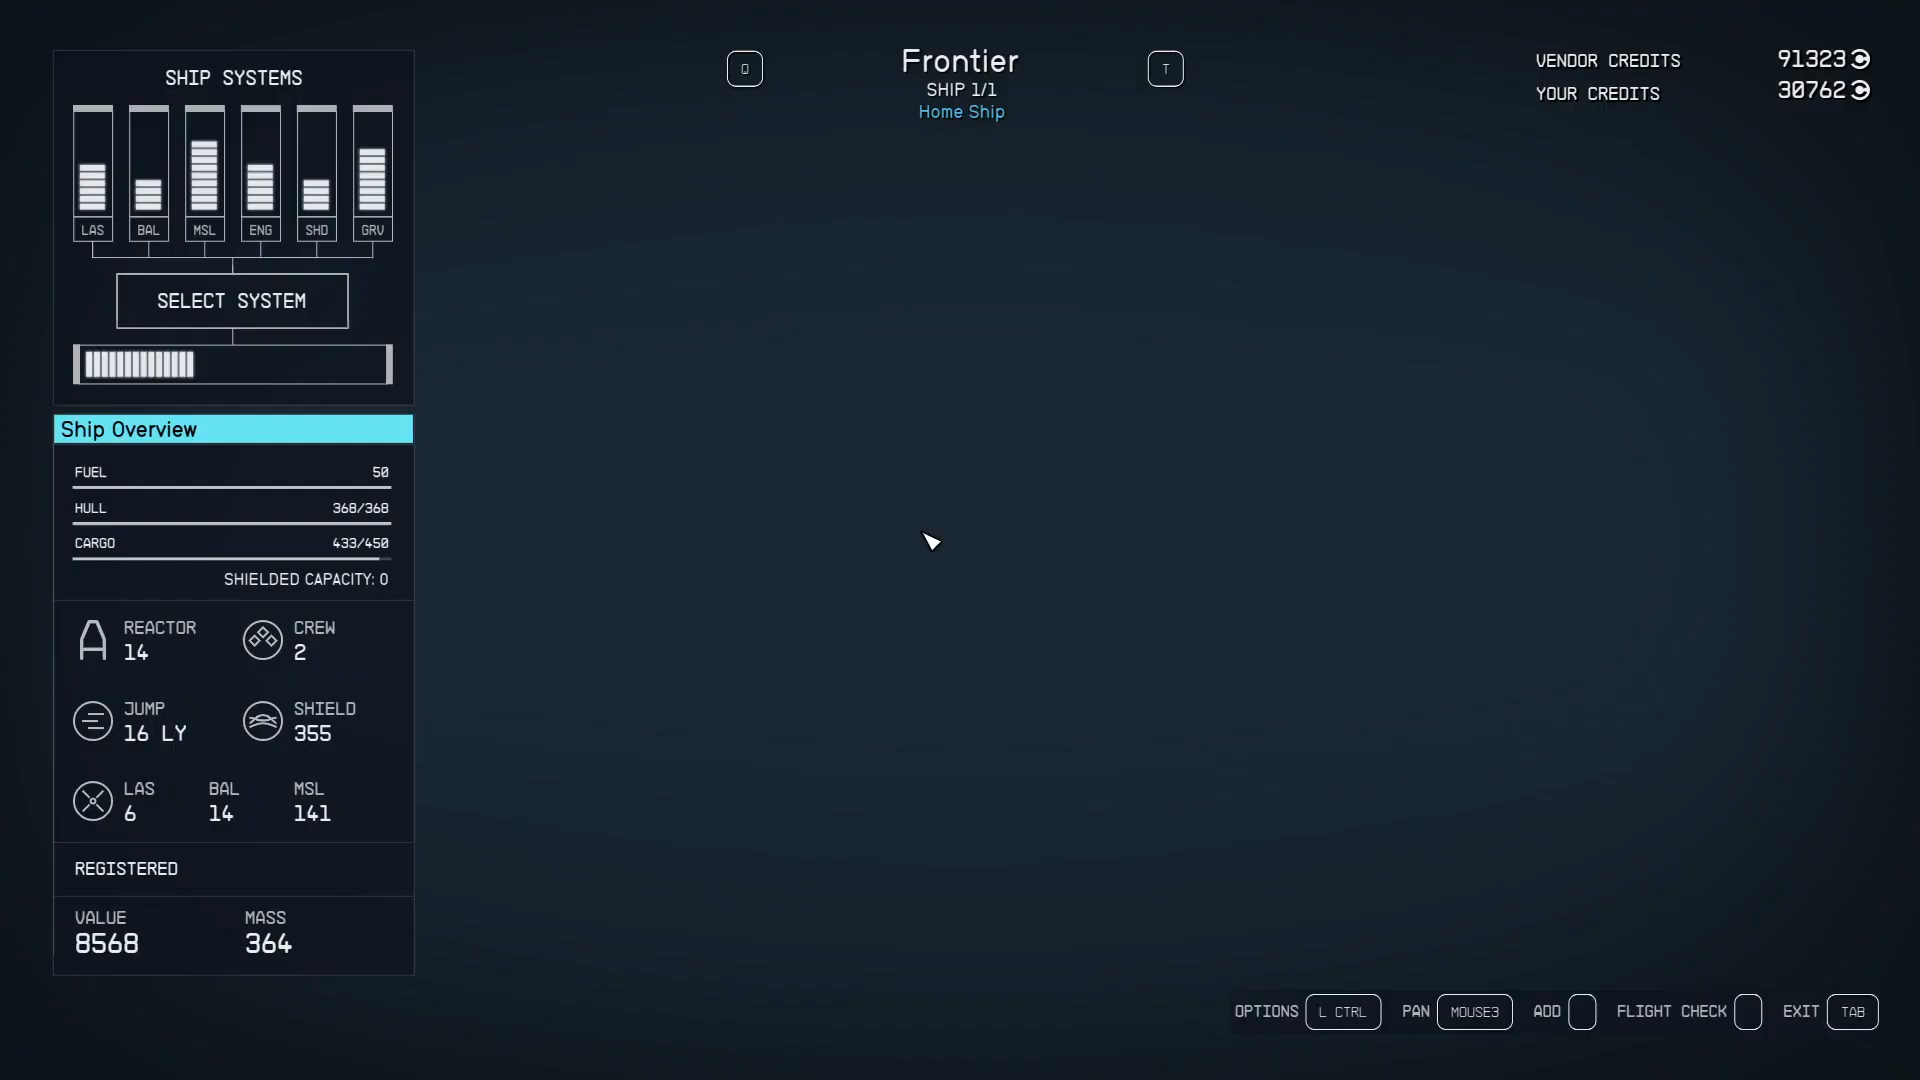 SHIP SYSTEMS
LAS BAL MSL ENG SHD GRV
SELECT SYSTEM
Ship Overview
FUEL 50
HULL 368/368
CARGO 433/450
SHIELDED CAPACITY: 0
REACTOR CREW
14 2
JUMP SHIELD
16 LY 355
LAS BAL MSL
6 14 141
REGISTERED
VALUE MASS
8568 364
Q Frontier T
SHIP 1/1
Home Ship
VENDOR CREDITS 91323
YOUR CREDITS 30762
OPTIONS L CTRL PAN MOUSE3 ADD FLIGHT CHECK EXIT TAB